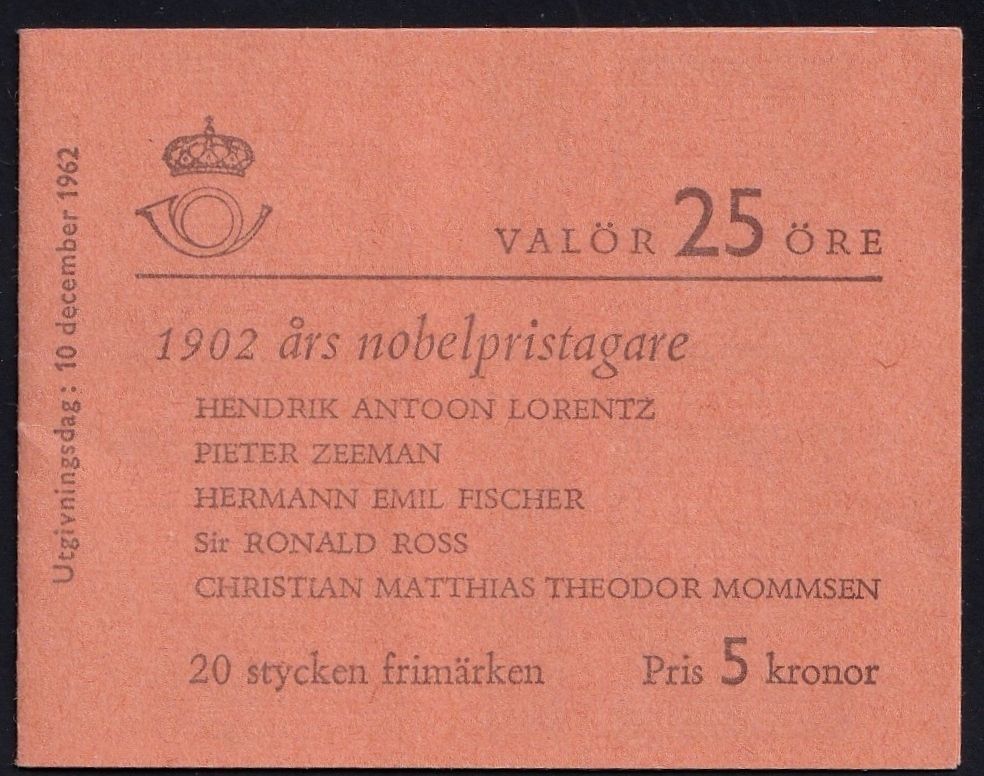 Utgivningsdag: 10 december 1962
VALÖR 25 ÖRE
1902 års nobelpristagare
HENDRIK ANTOON LORENTZ
PIETER ZEEMAN
HERMANN EMIL FISCHER
Sir RONALD ROSS
CHRISTIAN MATTHIAS THEODOR MOMMSEN
20 stycken frimärken Pris 5 kronor